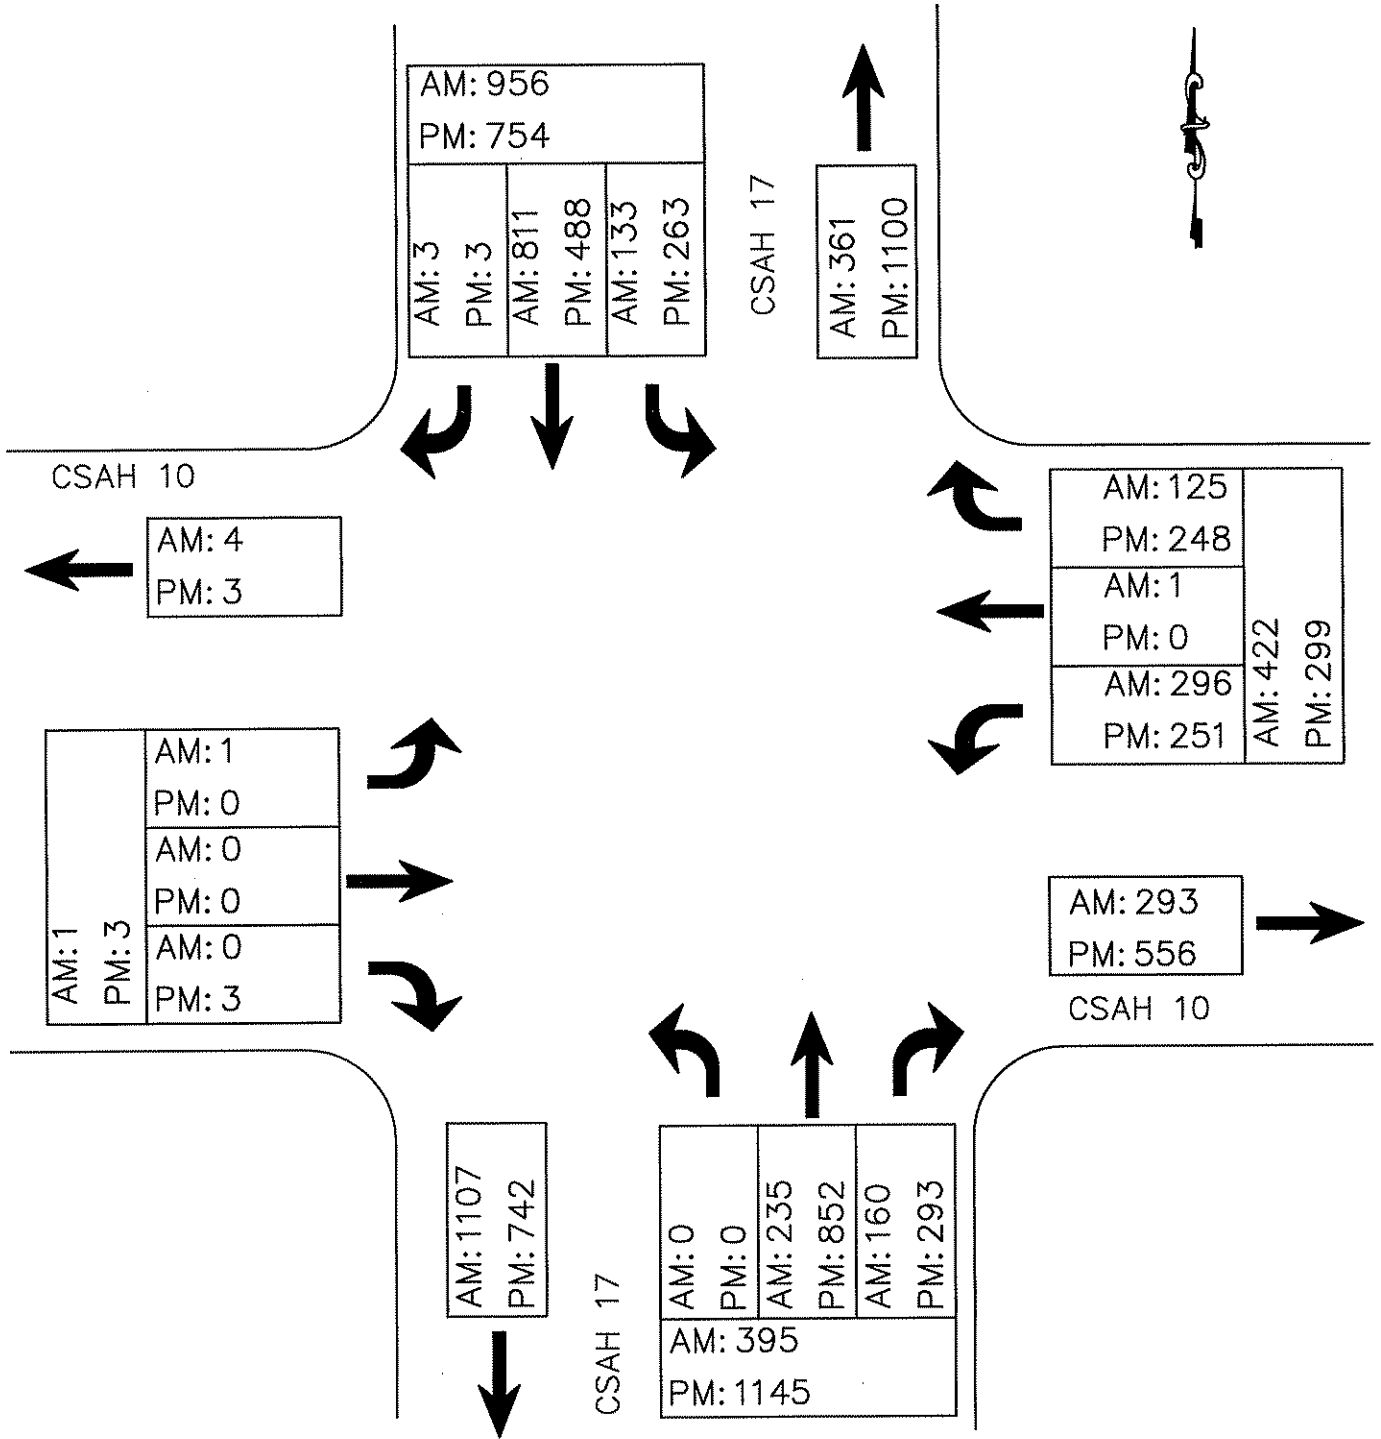 AM: 956
PM: 754
AM: 3
PM: 3
AM: 811
PM: 488
AM: 133
PM: 263
CSAH 17
AM: 361
PM: 1100
CSAH 10
AM: 4
PM: 3
AM: 125
PM: 248
AM: 1
PM: 0
AM: 296
PM: 251
AM: 422
PM: 299
AM: 1
PM: 3
AM: 1
PM: 0
AM: 0
PM: 0
AM: 0
PM: 3
AM: 293
PM: 556
CSAH 10
AM: 1107
PM: 742
CSAH 17
AM: 0
PM: 0
AM: 235
PM: 852
AM: 160
PM: 293
AM: 395
PM: 1145